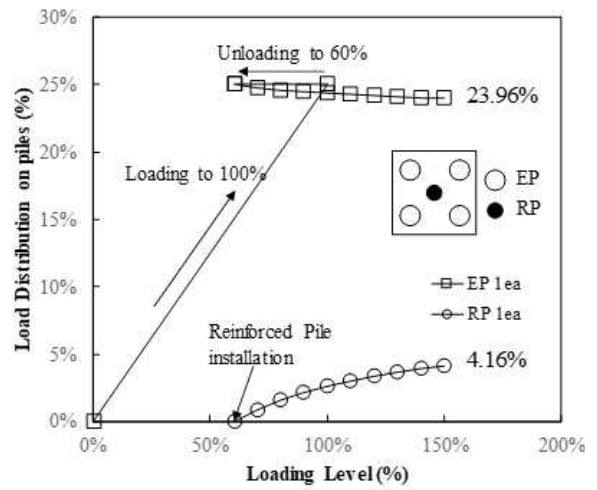 30%
25%
20%
15%
10%
5%
0%
Load Distribution on piles (%)
Unloading to 60%
23.96%
Loading to 100%
EP
RP
EP 1ea
RP 1ea
Reinforced Pile
installation
4.16%
0%
50%
100%
150%
200%
Loading Level(%)